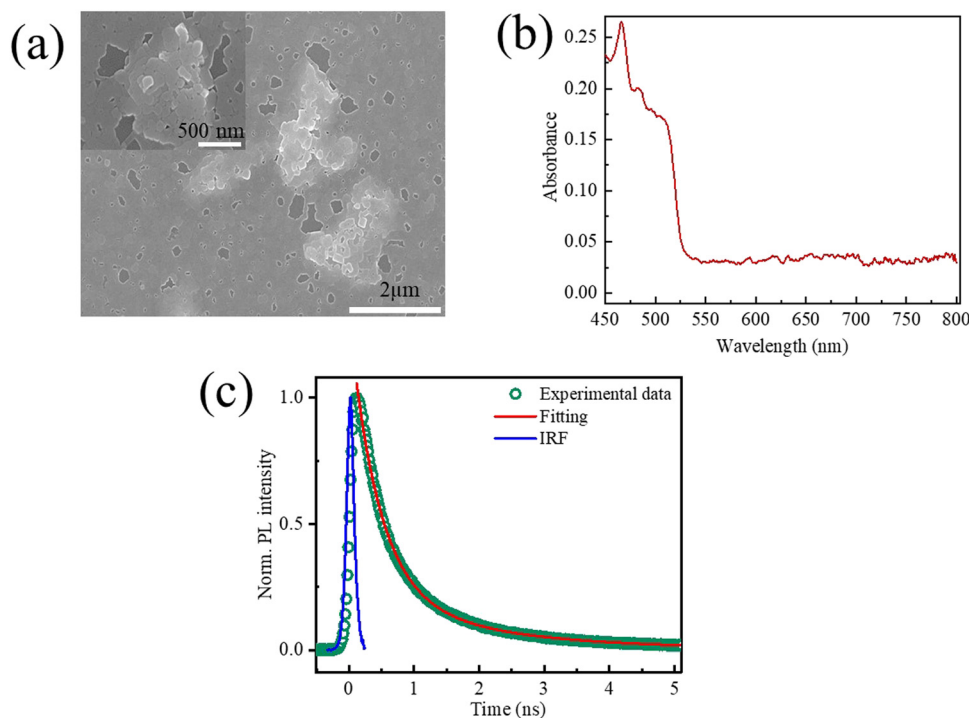 (a)
500 nm
2μm
(b)
Absorbance
0.25
0.20
0.15
0.10
0.05
0.00
450 500 550 600 650 700 750 800
Wavelength (nm)
(c)
Norm. PL intensity
1.0
0.5
0.0
Experimental data
Fitting
IRF
0 1 2 3 4 5
Time (ns)